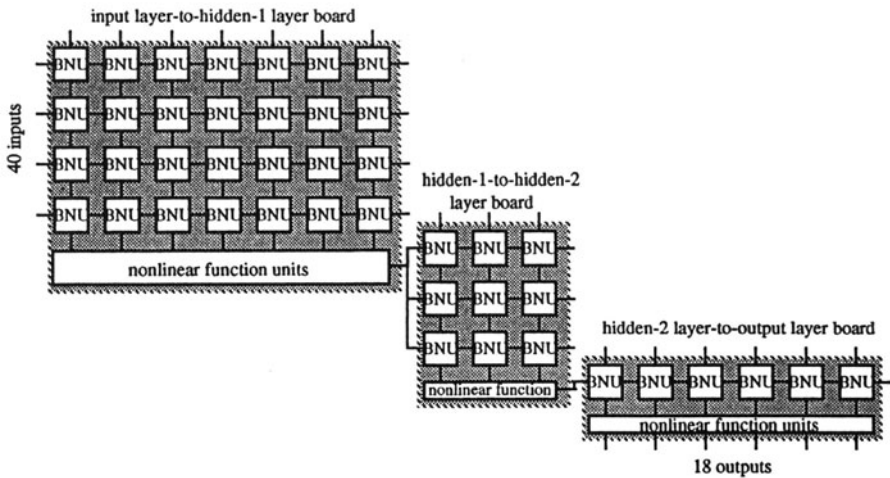 input layer-to-hidden-1 layer board
BNU BNU BNU BNU BNU BNU BNU
BNU BNU BNU BNU BNU BNU BNU
BNU BNU BNU BNU BNU BNU BNU
BNU BNU BNU BNU BNU BNU BNU
40 inputs
nonlinear function units
hidden-1-to-hidden-2
layer board
BNU BNU BNU
BNU BNU BNU
BNU BNU BNU
nonlinear function
hidden-2 layer-to-output layer board
BNU BNU BNU BNU BNU BNU
nonlinear function units
18 outputs